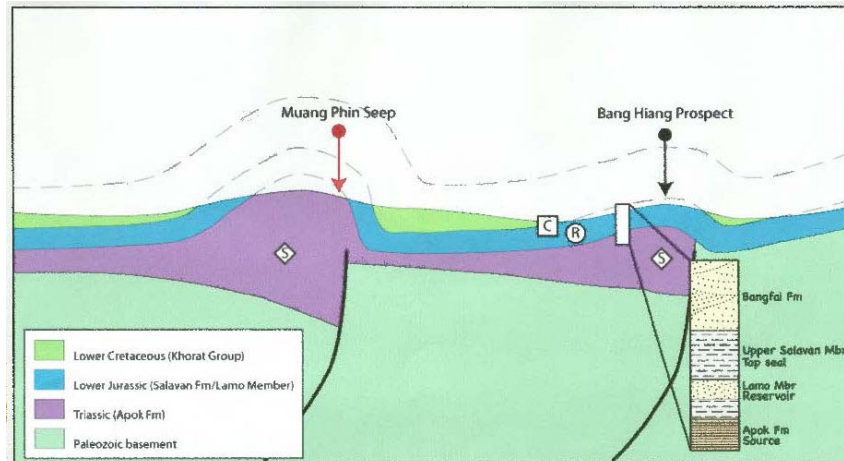 Muang Phin Seep
Bang Hiang Prospect
C
R
S
S
Bangfai Fm
Upper Salavan Mbr
Top seal
Lamo Mbr
Reservoir
Apok Fm
Source
Lower Cretaceous (Khorat Group)
Lower Jurassic (Salavan Fm/Lamo Member)
Triassic (Apok Fm)
Paleozoic basement